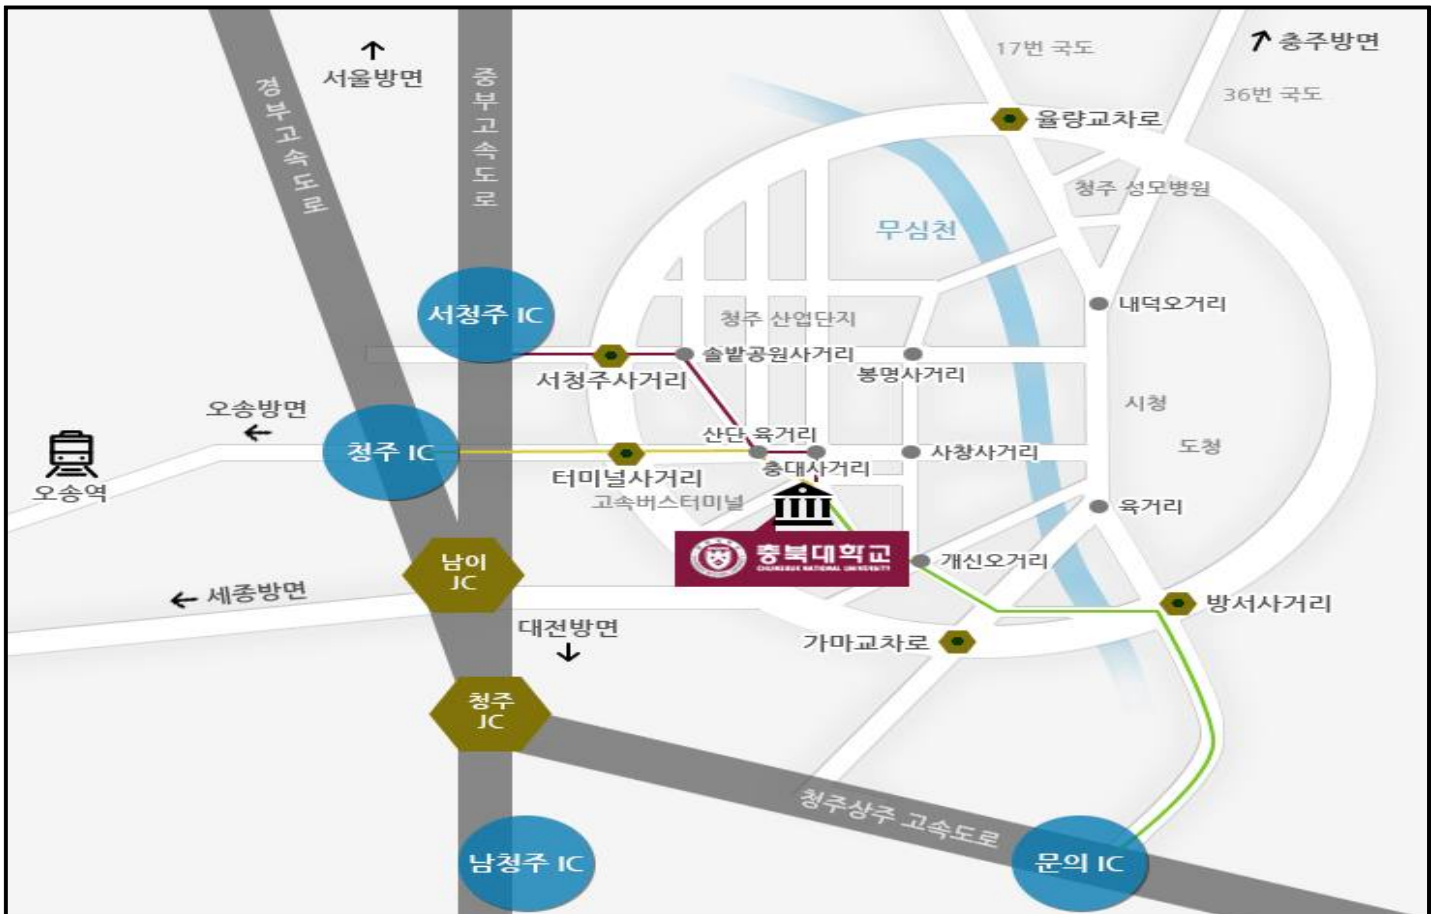 17번 국도
충주방면
서울방면
중부고속도로
경부고속도로
36번 국도
율량교차로
청주 성모병원
무심천
내덕오거리
서청주 IC
청주 산업단지
솔밭공원사거리
봉명사거리
서청주사거리
시청
오송방면
산단 육거리
도청
청주 IC
사창사거리
충대사거리
터미널사거리
오송역
고속버스터미널
육거리
충북대학교
CHUNGBUK NATIONAL UNIVERSITY
개신오거리
남이
JC
세종방면
방서사거리
대전방면
가마교차로
청주
JC
청주상주 고속도로
남청주 IC
문의 IC